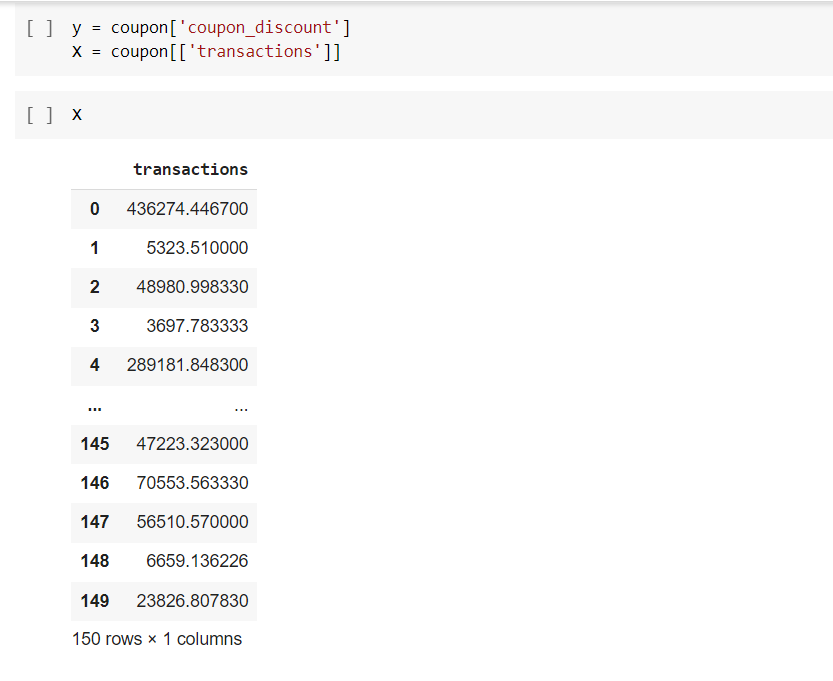 [ ] y = coupon['coupon_discount']
X = coupon[['transactions']]
[ ] X
transactions
0 436274.446700
1 5323.510000
2 48980.998330
3 3697.783333
4 289181.848300
... ...
145 47223.323000
146 70553.563330
147 56510.570000
148 6659.136226
149 23826.807830
150 rows × 1 columns